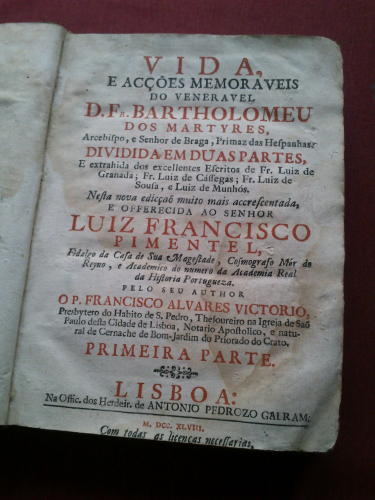 VIDA,
E ACÇÕES MEMORAVEIS
DO VENERAVEL
D. FR. BARTHOLOMEU
DOS MARTYRES,
Arcebispo, e Senhor de Braga, Primaz das Hespanhas:
DIVIDIDA EM DUAS PARTES,
E extrahida dos excellentes Escritos de Fr. Luiz de
Granada; Fr. Luiz de Cassegas; Fr. Luiz de
Sousa, e Luiz de Munhós.
Nesta nova edicçaõ muito mais accrescentada,
E OFFERECIDA AO SENHOR
LUIZ FRANCISCO
PIMENTEL,
Fidalgo da Casa de Sua Magestade, Cosmografo Mór do
Reyno, e Academico do numero da Academia Real
da Historia Portugueza.
PELO SEU AUTHOR
O P. FRANCISCO ALVARES VICTORIO,
Presbytero do Habito de S. Pedro, Thesoureiro na Igreja de Saõ
Paulo desta Cidade de Lisboa, Notario Apostolico, e natu-
ral de Cernache de Bom-Jardim do Priorado do Crato.
PRIMEIRA PARTE.
LISBOA:
Na Offic. dos Herdeir. de ANTONIO PEDROZO GALRAM.
M. DCC. XLVIII.
Com todas as licenças necessarias.